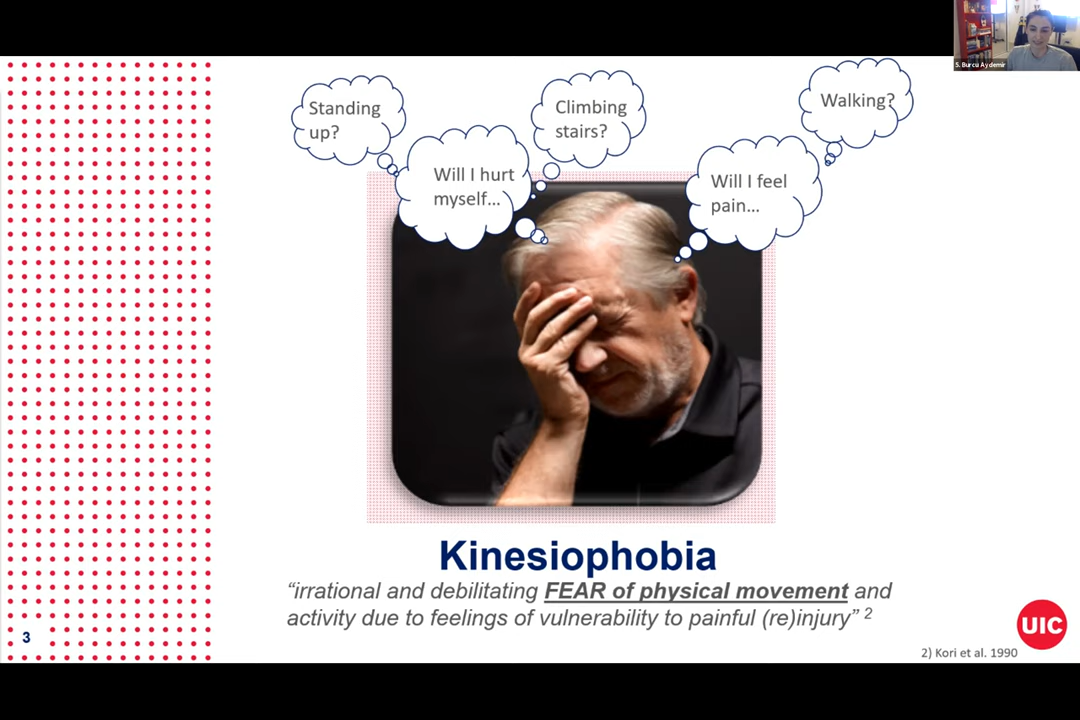 S. Burcu Aydemir
Standing
up?
Climbing
stairs?
Walking?
Will I hurt
myself...
Will I feel
pain...
Kinesiophobia
“irrational and debilitating FEAR of physical movement and
activity due to feelings of vulnerability to painful (re)injury” 2
3
UIC
2) Kori et al. 1990